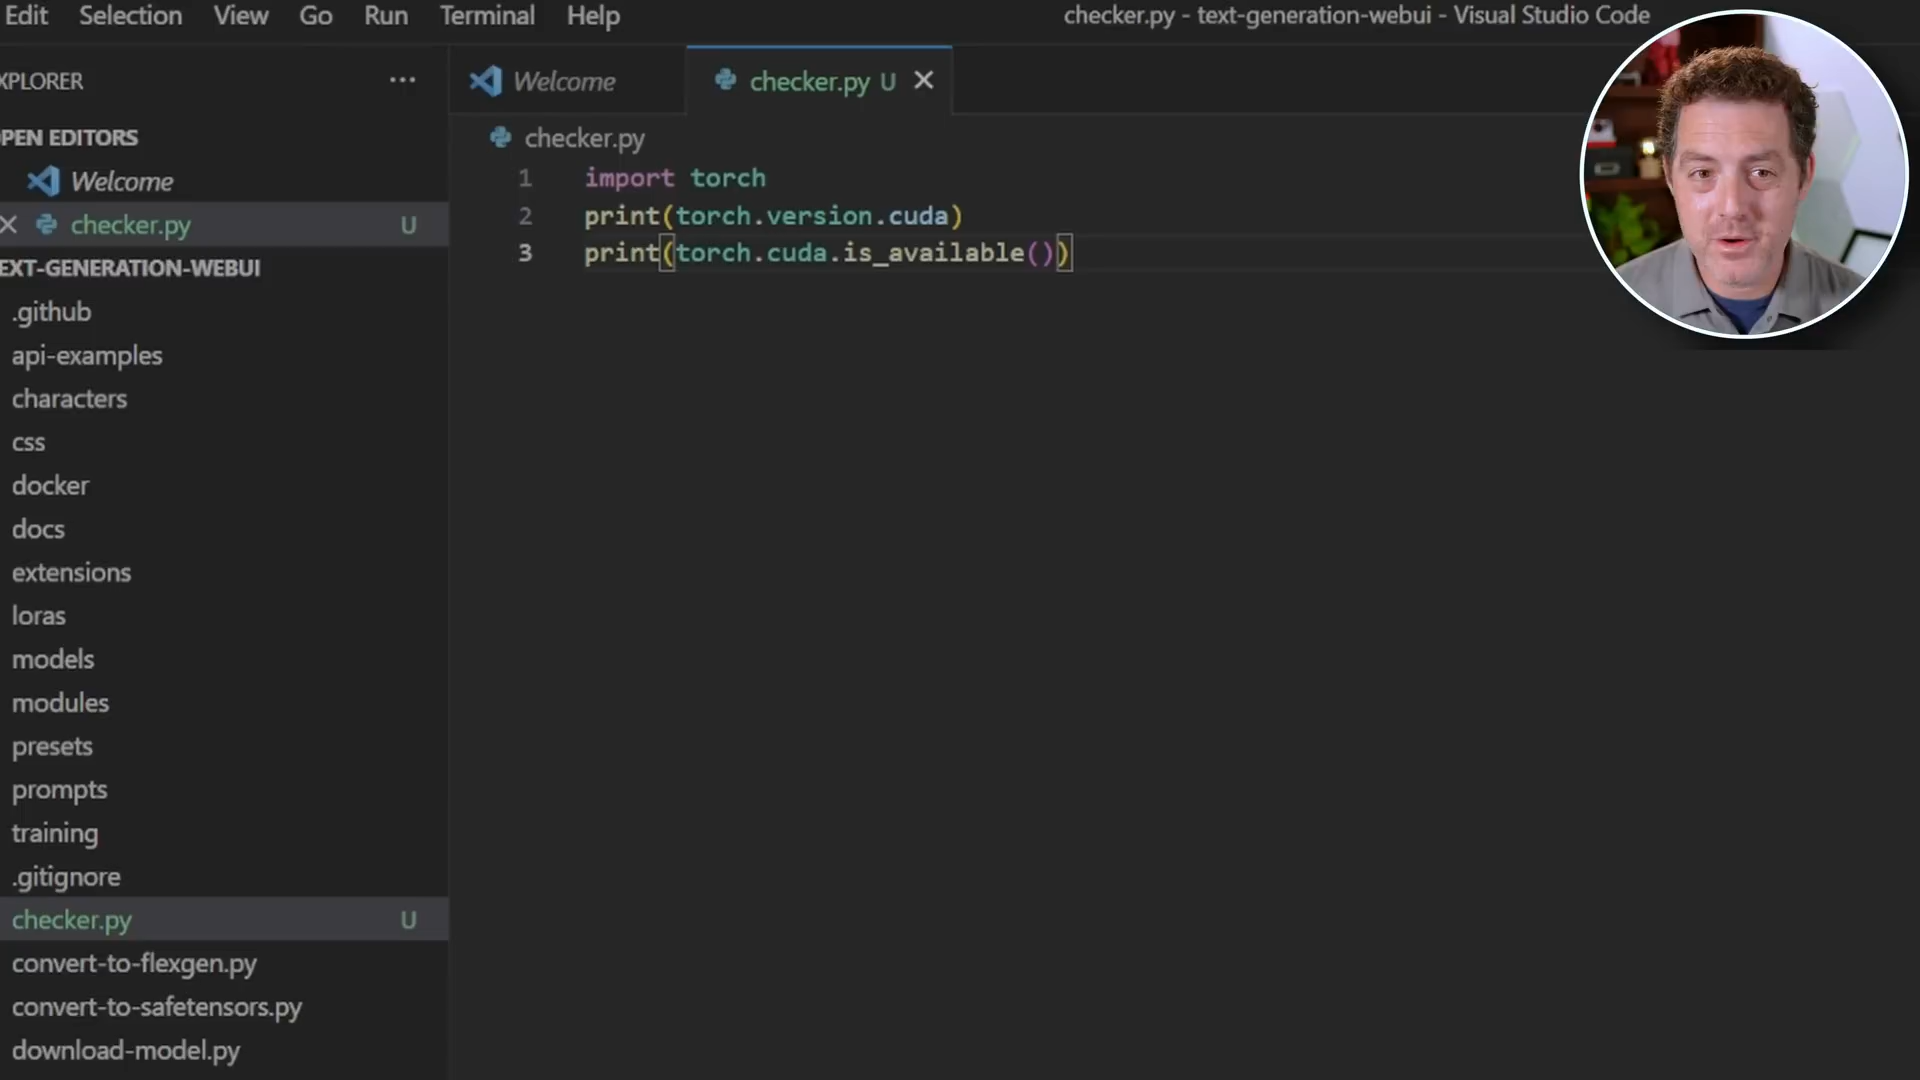 Edit Selection View Go Run Terminal Help
checker.py - text-generation-webui - Visual Studio Code
XPLORER ...
Welcome
checker.py U
PEN EDITORS
Welcome
checker.py U
EXT-GENERATION-WEBUI
.github
api-examples
characters
css
docker
docs
extensions
loras
models
modules
presets
prompts
training
.gitignore
checker.py U
convert-to-flexgen.py
convert-to-safetensors.py
download-model.py
checker.py
1 import torch
2 print(torch.version.cuda)
3 print(torch.cuda.is_available())